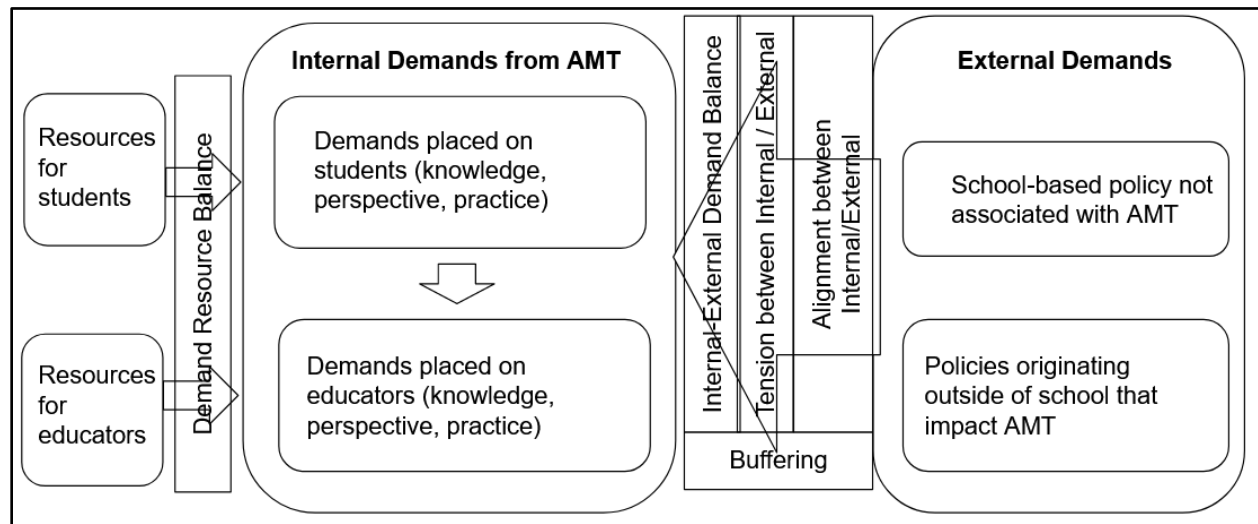 Resources
for
students
Resources
for
educators
Demand Resource Balance
Internal Demands from AMT
Demands placed on
students (knowledge,
perspective, practice)
Demands placed on
educators (knowledge,
perspective, practice)
Internal-External Demand Balance
Tension between Internal / External
Alignment between
Internal/External
Buffering
External Demands
School-based policy not
associated with AMT
Policies originating
outside of school that
impact AMT